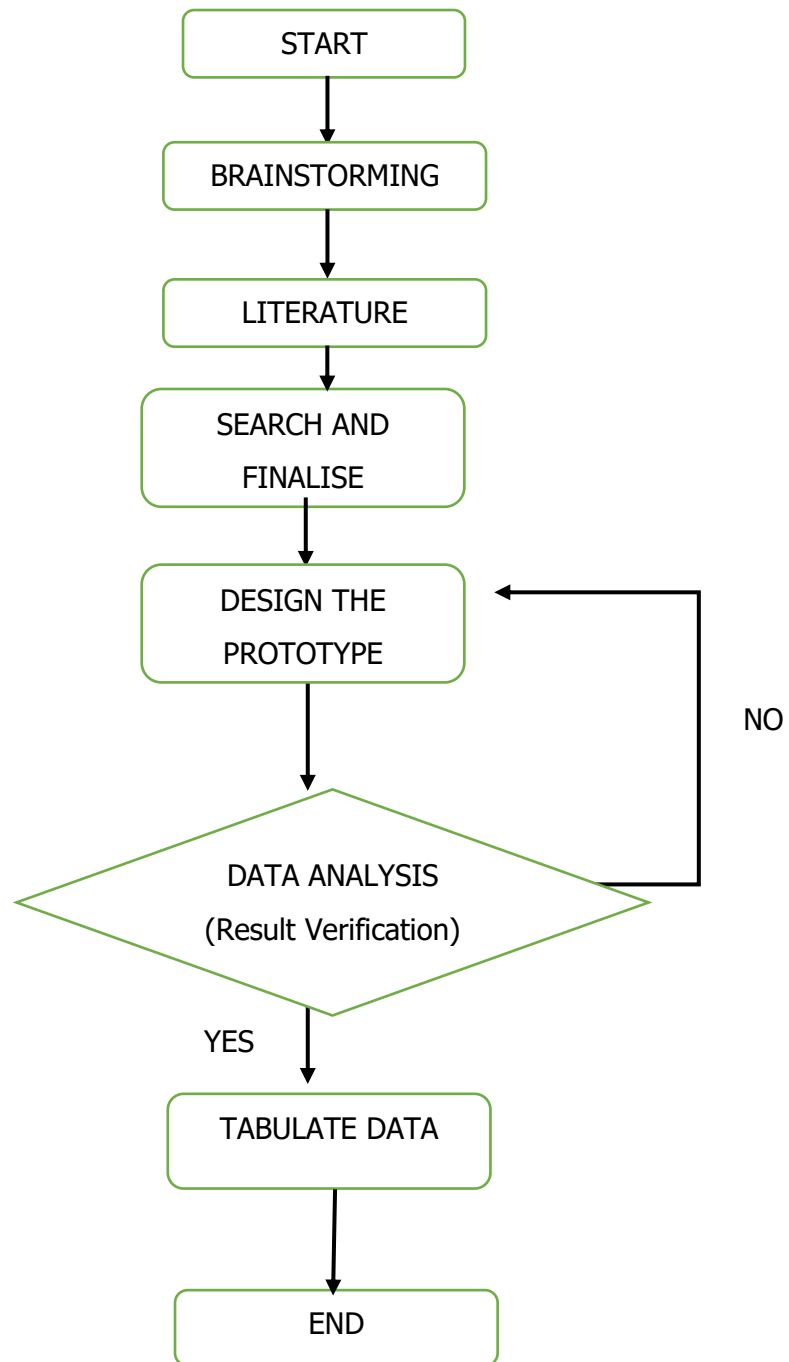 START
BRAINSTORMING
LITERATURE
SEARCH AND
FINALISE
DESIGN THE
PROTOTYPE
NO
DATA ANALYSIS
(Result Verification)
YES
TABULATE DATA
END